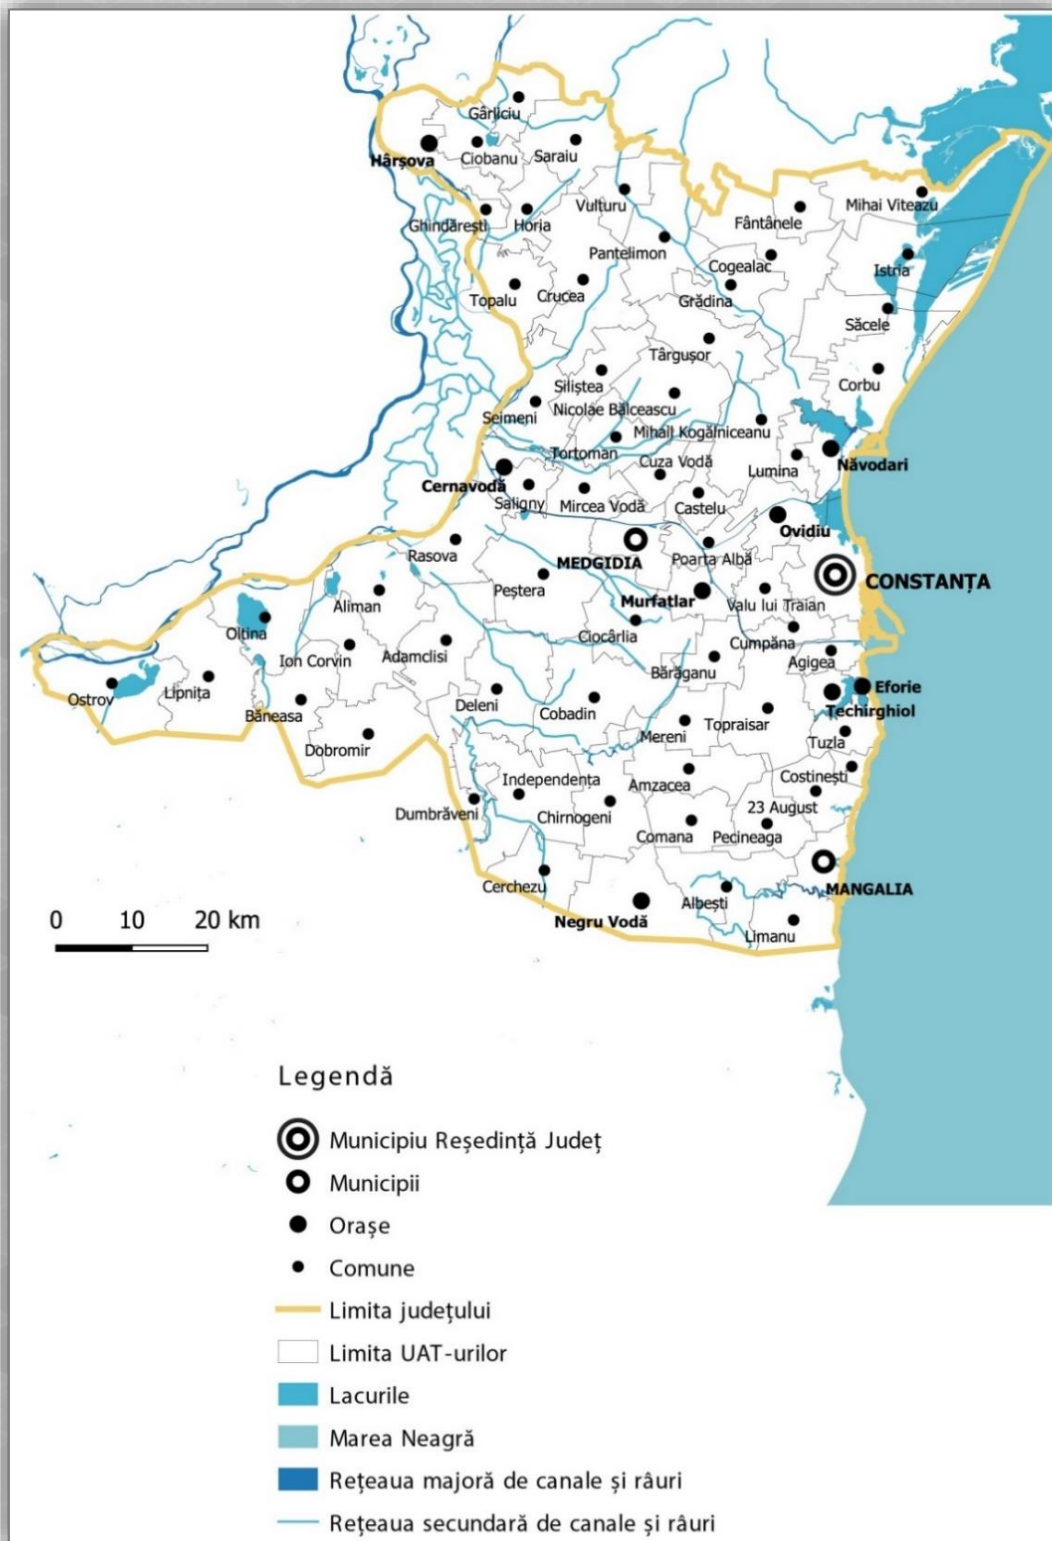 Gârliciu
Hârșova
Ciobanu
Saraiu
Ghindărești
Horia
Vulturu
Fântânele
Mihai Viteazu
Pantelimon
Cogealac
Istria
Topalu
Crucea
Grădina
Săcele
Târgușor
Siliștea
Corbu
Seimeni
Nicolae Bălcescu
Mihail Kogălniceanu
Tortoman
Cuza Vodă
Lumina
Năvodari
Cernavodă
Saligny
Mircea Vodă
Castelu
Ovidiu
Rasova
MEDGIDIA
Poarta Albă
CONSTANȚA
Peștera
Murfatlar
Valu lui Traian
Aliman
Oltina
Ciocârlia
Cumpăna
Ion Corvin
Adamclisi
Bărăganu
Agigea
Ostrov
Lipnița
Eforie
Băneasa
Deleni
Cobadin
Topraisar
Techirghiol
Dobromir
Mereni
Tuzla
Independența
Amzacea
Costinești
Dumbrăveni
Chirnogeni
23 August
Comana
Pecineaga
Cerchezu
MANGALIA
Negru Vodă
Albești
Limanu
0 10 20 km
Legendă
Municipiu Reședință Județ
Municipii
Orașe
Comune
Limita județului
Limita UAT-urilor
Lacurile
Marea Neagră
Rețeaua majoră de canale și râuri
Rețeaua secundară de canale și râuri